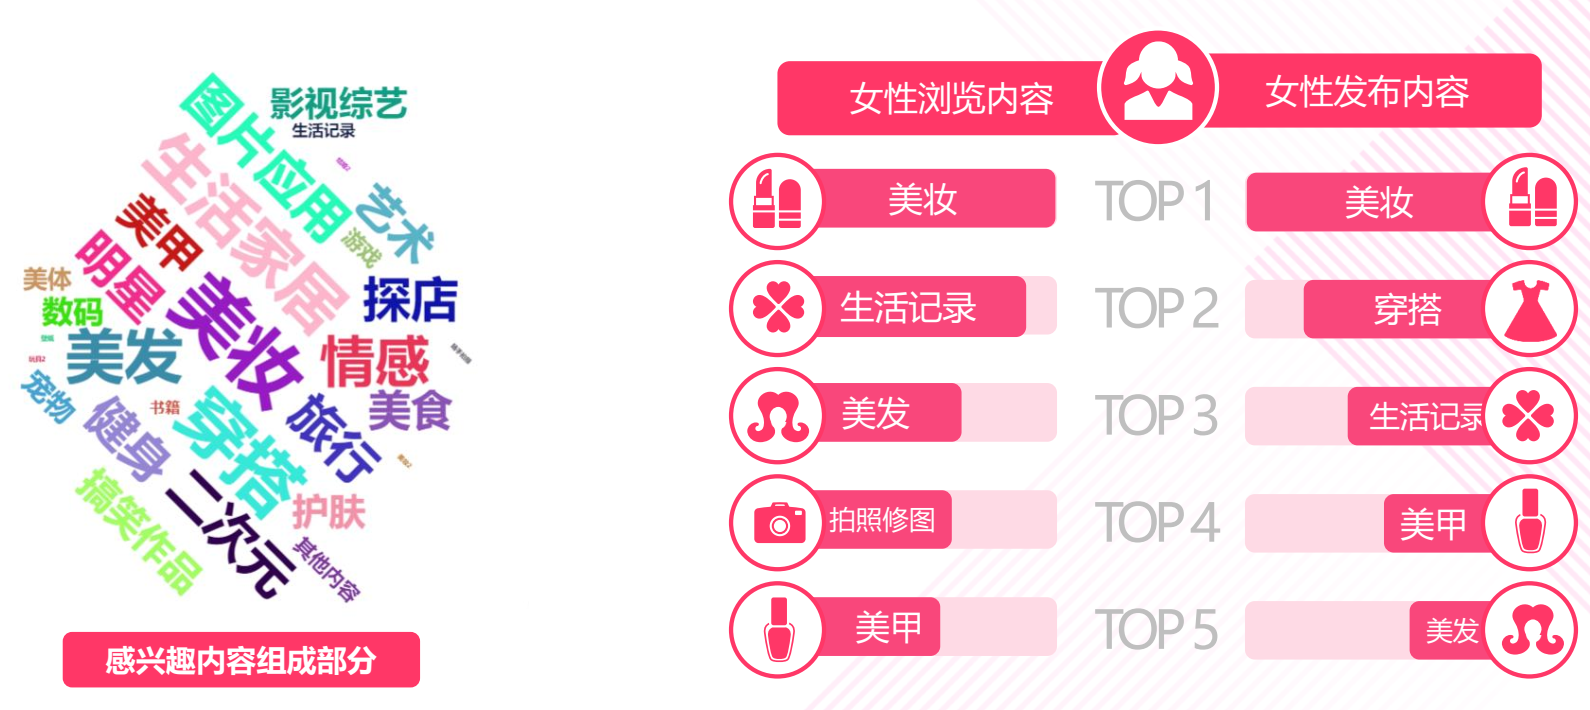 影视综艺
生活记录
图片应用
生活家居
艺术
游戏
美甲
明星
美体
数码
美妆
探店
美发
情感
宠物
健身
书籍
穿搭
旅行
美食
搞笑作品
二次元
护肤
其他内容
感兴趣内容组成部分
女性浏览内容
女性发布内容
美妆 TOP 1 美妆
生活记录 TOP 2 穿搭
美发 TOP 3 生活记录
拍照修图 TOP 4 美甲
美甲 TOP 5 美发